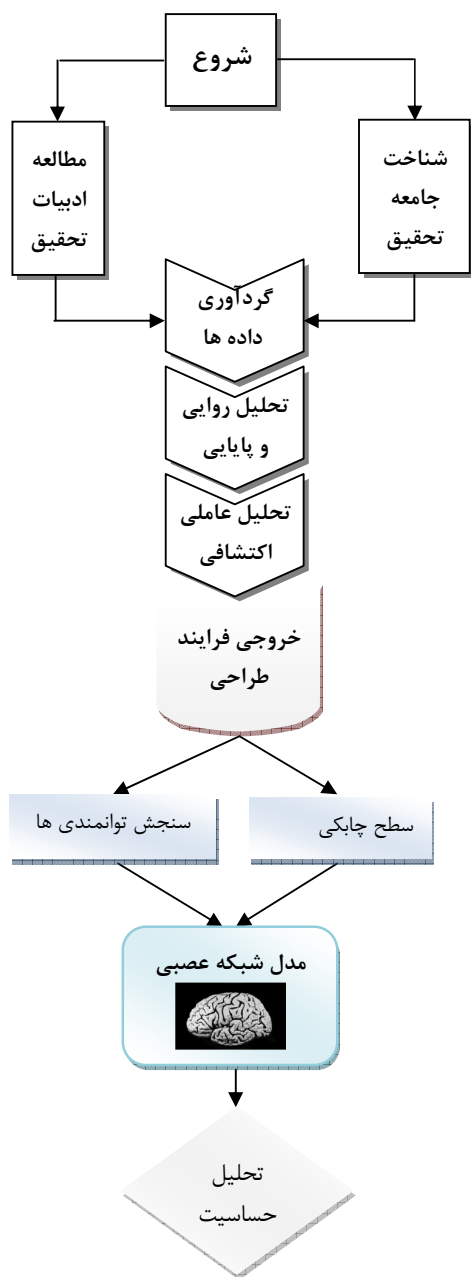 شروع
شناخت
جامعه
تحقیق
مطالعه
ادبیات
تحقیق
گردآوری
داده ها
تحلیل روایی
و پایایی
تحلیل عاملی
اکتشافی
خروجی فرایند
طراحی
سطح چابکی
سنجش توانمندی ها
مدل شبکه عصبی
تحلیل
حساسیت